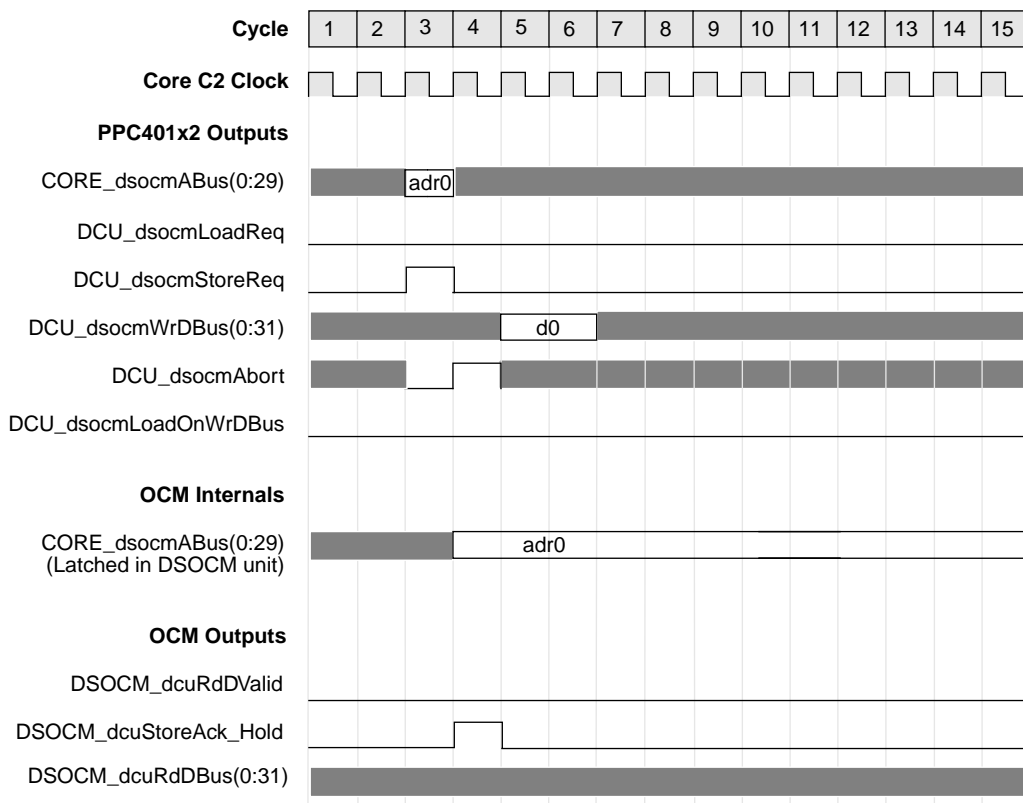 Cycle 1 2 3 4 5 6 7 8 9 10 11 12 13 14 15
Core C2 Clock
PPC401x2 Outputs
CORE_dsocmABus(0:29) adr0
DCU_dsocmLoadReq
DCU_dsocmStoreReq
DCU_dsocmWrDBus(0:31) d0
DCU_dsocmAbort
DCU_dsocmLoadOnWrDBus
OCM Internals
CORE_dsocmABus(0:29) adr0
(Latched in DSOCM unit)
OCM Outputs
DSOCM_dcuRdDValid
DSOCM_dcuStoreAck_Hold
DSOCM_dcuRdDBus(0:31)